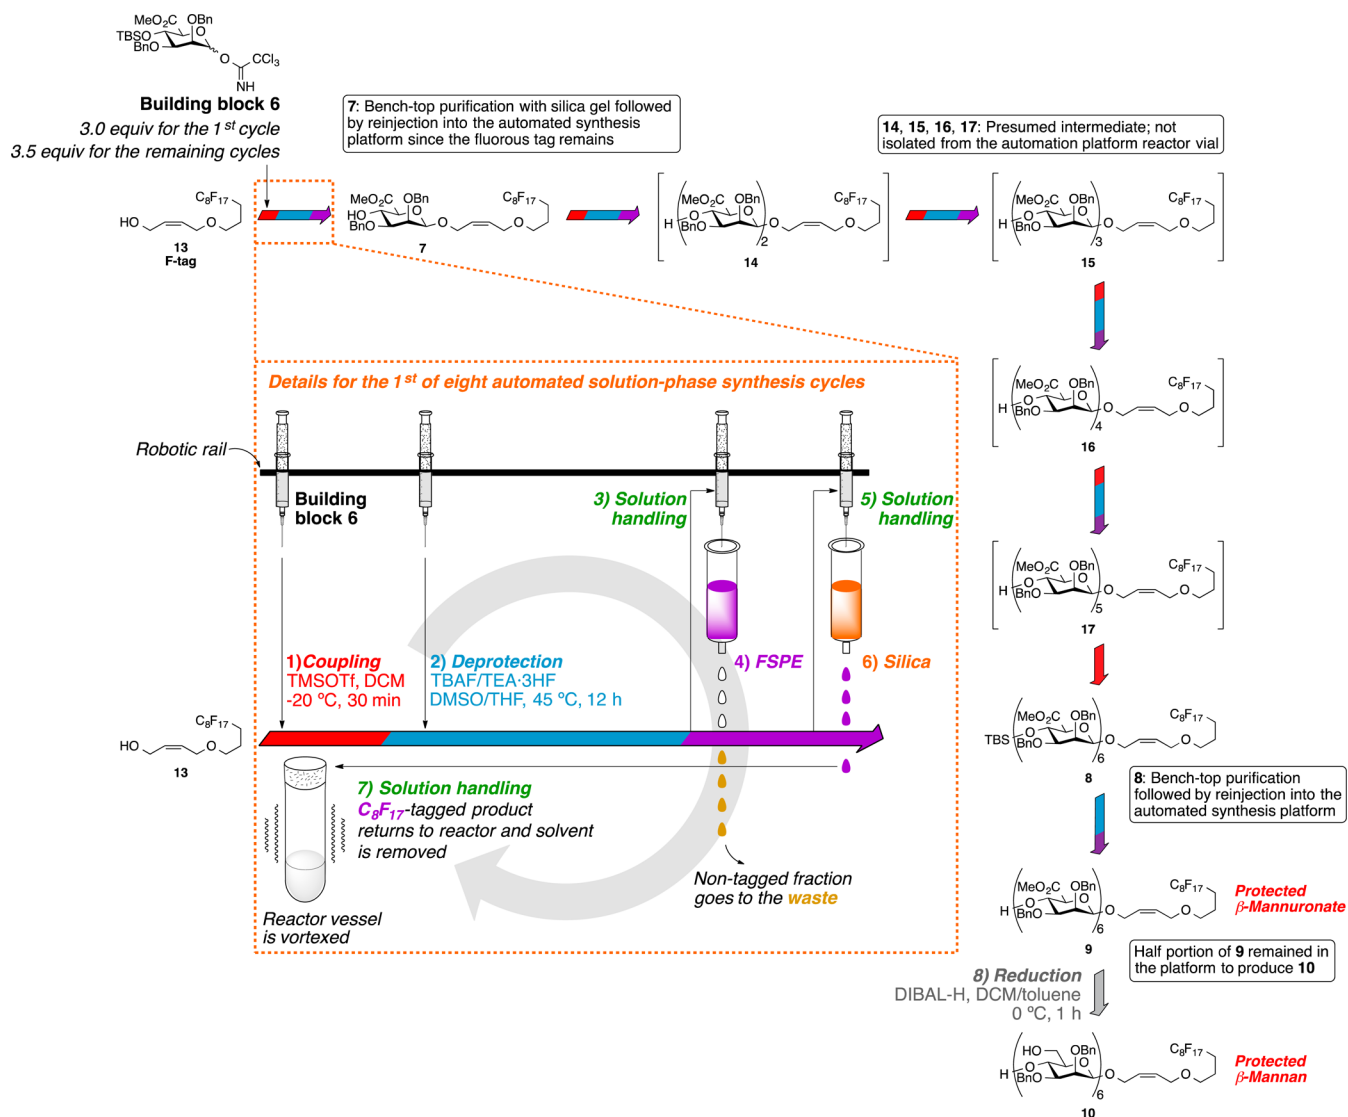 MeO₂C OBn
TBSO
BnO
O
O
CCl₃
NH
Building block 6
3.0 equiv for the 1st cycle
3.5 equiv for the remaining cycles
7: Bench-top purification with silica gel followed
by reinjection into the automated synthesis
platform since the fluorous tag remains
14, 15, 16, 17: Presumed intermediate; not
isolated from the automation platform reactor vial
C₈F₁₇
HO
O
13
F-tag
MeO₂C OBn
HO
BnO
O
O
O
C₈F₁₇
7
MeO₂C OBn
H
O
BnO
O
O
2
O
C₈F₁₇
14
MeO₂C OBn
H
O
BnO
O
O
3
O
C₈F₁₇
15
MeO₂C OBn
H
O
BnO
O
O
4
O
C₈F₁₇
16
MeO₂C OBn
H
O
BnO
O
O
5
O
C₈F₁₇
17
Details for the 1st of eight automated solution-phase synthesis cycles
Robotic rail
Building
block 6
3) Solution
handling
5) Solution
handling
1)Coupling
TMSOTf, DCM
-20 ºC, 30 min
2) Deprotection
TBAF/TEA·3HF
DMSO/THF, 45 ºC, 12 h
4) FSPE
6) Silica
C₈F₁₇
HO
O
13
7) Solution handling
C₈F₁₇-tagged product
returns to reactor and solvent
is removed
Reactor vessel
is vortexed
Non-tagged fraction
goes to the waste
MeO₂C OBn
TBS
O
BnO
O
O
6
O
C₈F₁₇
8
8: Bench-top purification
followed by reinjection into the
automated synthesis platform
MeO₂C OBn
H
O
BnO
O
O
6
O
C₈F₁₇
9
Protected
β-Mannuronate
Half portion of 9 remained in
the platform to produce 10
8) Reduction
DIBAL-H, DCM/toluene
0 ºC, 1 h
HO OBn
H
O
BnO
O
O
6
O
C₈F₁₇
10
Protected
β-Mannan